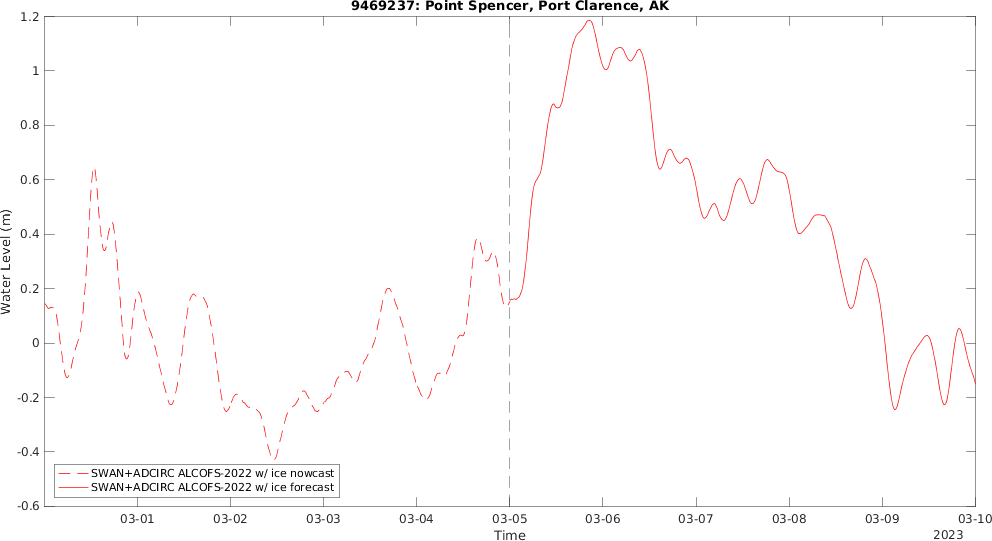 9469237: Point Spencer, Port Clarence, AK
1.2
1
0.8
0.6
0.4
0.2
0
-0.2
-0.4
-0.6
Water Level (m)
SWAN+ADCIRC ALCOFS-2022 w/ ice nowcast
SWAN+ADCIRC ALCOFS-2022 w/ ice forecast
03-01 03-02 03-03 03-04 03-05 03-06 03-07 03-08 03-09 03-10
Time
2023